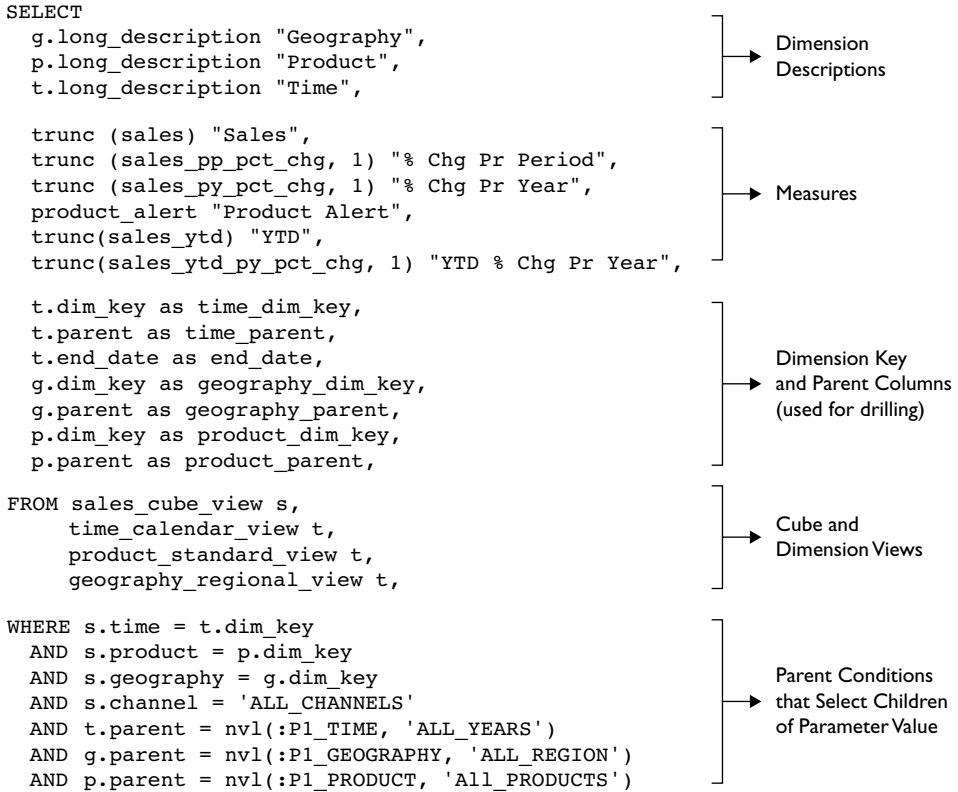 SELECT
g.long_description "Geography",
p.long_description "Product",
t.long_description "Time",
Dimension
Descriptions
trunc (sales) "Sales",
trunc (sales_pp_pct_chg, 1) "% Chg Pr Period",
trunc (sales_py_pct_chg, 1) "% Chg Pr Year",
product_alert "Product Alert",
trunc(sales_ytd) "YTD",
trunc(sales_ytd_py_pct_chg, 1) "YTD % Chg Pr Year",
Measures
t.dim_key as time_dim_key,
t.parent as time_parent,
t.end_date as end_date,
g.dim_key as geography_dim_key,
g.parent as geography_parent,
p.dim_key as product_dim_key,
p.parent as product_parent,
Dimension Key
and Parent Columns
(used for drilling)
FROM sales_cube_view s,
time_calendar_view t,
product_standard_view t,
geography_regional_view t,
Cube and
Dimension Views
WHERE s.time = t.dim_key
AND s.product = p.dim_key
AND s.geography = g.dim_key
AND s.channel = 'ALL_CHANNELS'
AND t.parent = nvl(:P1_TIME, 'ALL_YEARS')
AND g.parent = nvl(:P1_GEOGRAPHY, 'ALL_REGION')
AND p.parent = nvl(:P1_PRODUCT, 'All_PRODUCTS')
Parent Conditions
that Select Children
of Parameter Value